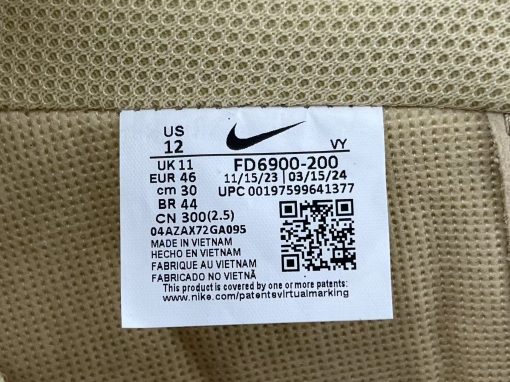 US
12
VY
UK 11
FD6900-200
EUR 46
11/15/23 03/15/24
cm 30
UPC 00197599641377
BR 44
CN 300(2.5)
04AZAX72GA095
MADE IN VIETNAM
HECHO EN VIETNAM
FABRIQUE AU VIETNAM
FABRICADO NO VIETNÃ
This product is covered by one or more patents:
www.nike.com/patentsvirtualmarking